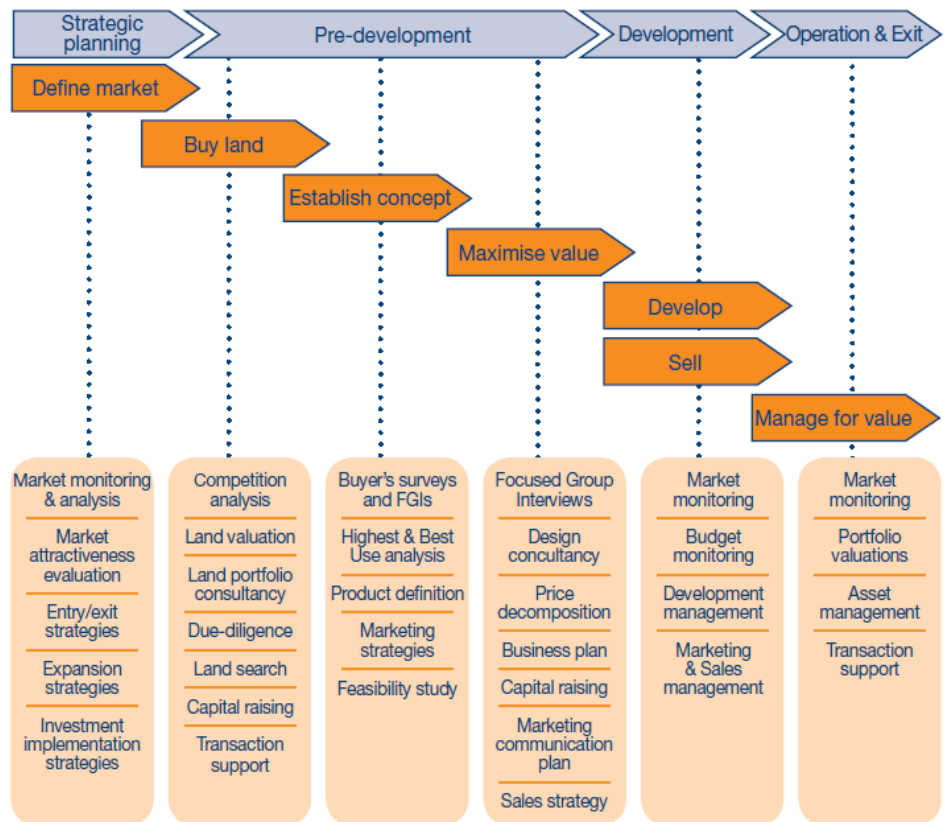 Strategic
planning
Pre-development
Development
Operation & Exit
Define market
Buy land
Establish concept
Maximise value
Develop
Sell
Manage for value
Market monitoring
& analysis
Market
attractiveness
evaluation
Entry/exit
strategies
Expansion
strategies
Investment
implementation
strategies
Competition
analysis
Land valuation
Land portfolio
consultancy
Due-diligence
Land search
Capital raising
Transaction
support
Buyer's surveys
and FGIs
Highest & Best
Use analysis
Product definition
Marketing
strategies
Feasibility study
Focused Group
Interviews
Design
concultancy
Price
decomposition
Business plan
Capital raising
Marketing
communication
plan
Sales strategy
Market
monitoring
Budget
monitoring
Development
management
Marketing
& Sales
management
Market
monitoring
Portfolio
valuations
Asset
management
Transaction
support